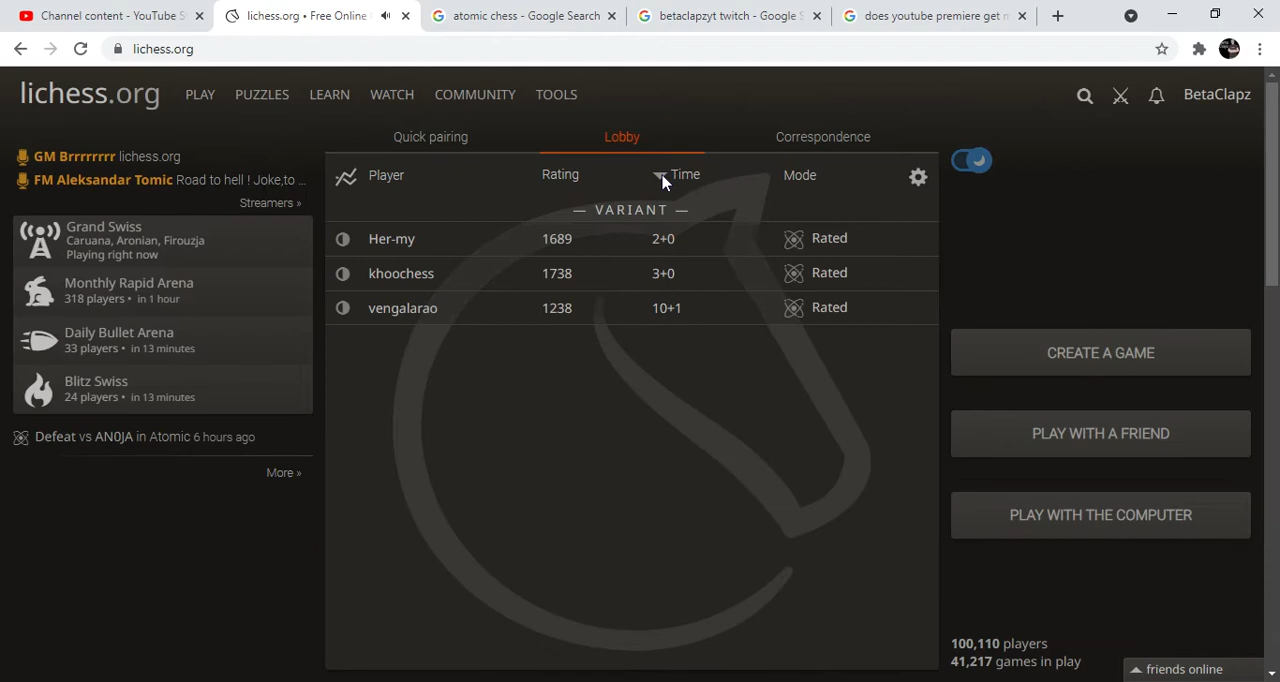 Channel content - YouTube S
lichess.org • Free Online
atomic chess - Google Search
betaclapzyt twitch - Google S
does youtube premiere get m
lichess.org
lichess.org PLAY PUZZLES LEARN WATCH COMMUNITY TOOLS BetaClapz
Quick pairing Lobby Correspondence
GM Brrrrrrrr lichess.org
FM Aleksandar Tomic Road to hell ! Joke,to ...
Streamers »
Grand Swiss
Caruana, Aronian, Firouzja
Playing right now
Monthly Rapid Arena
318 players • in 1 hour
Daily Bullet Arena
33 players • in 13 minutes
Blitz Swiss
24 players • in 13 minutes
Defeat vs AN0JA in Atomic 6 hours ago
More »
Player Rating Time Mode
— VARIANT —
Her-my 1689 2+0 Rated
khoochess 1738 3+0 Rated
vengalarao 1238 10+1 Rated
CREATE A GAME
PLAY WITH A FRIEND
PLAY WITH THE COMPUTER
100,110 players
41,217 games in play
friends online